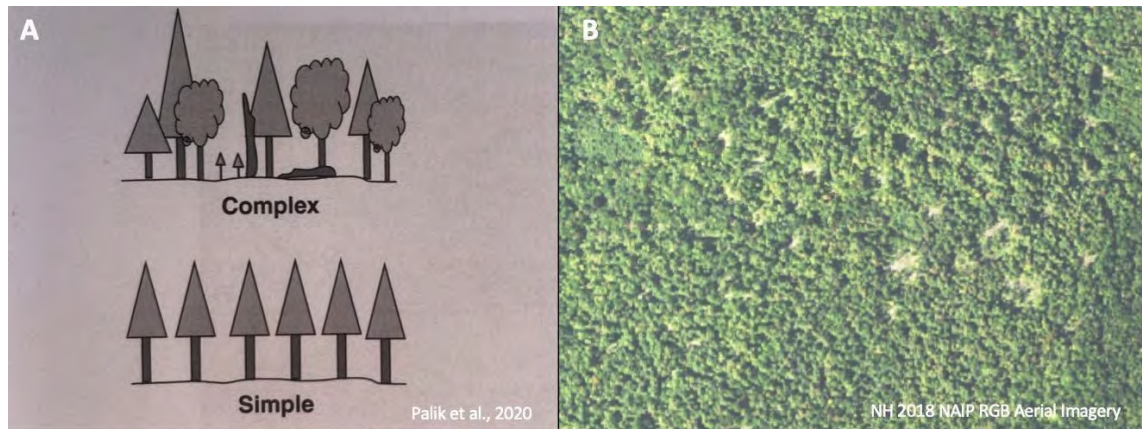 A
Complex
Simple
Palik et al., 2020
B
NH 2018 NAIP RGB Aerial Imagery